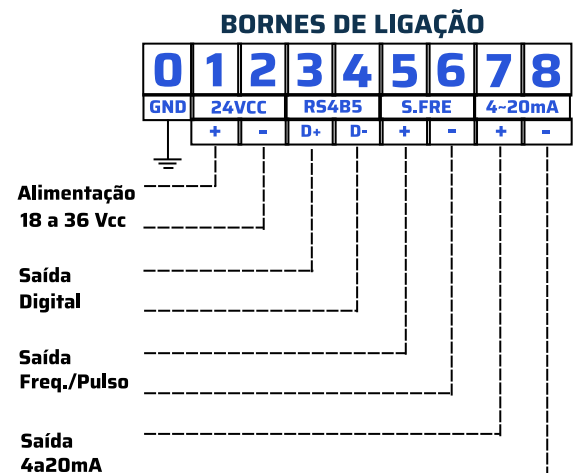 BORNES DE LIGAÇÃO
0 1 2 3 4 5 6 7 8
GND 24VCC RS4B5 S.FRE 4~20mA
+ - D+ D- + - + -
Alimentação
18 a 36 Vcc
Saída
Digital
Saída
Freq./Pulso
Saída
4a20mA